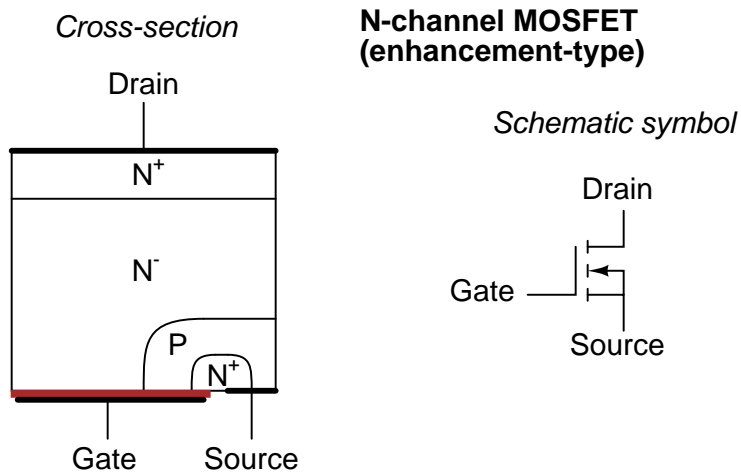 Cross-section
N-channel MOSFET
(enhancement-type)
Drain
Schematic symbol
N+
Drain
N-
Gate
P
Source
N+
Gate Source